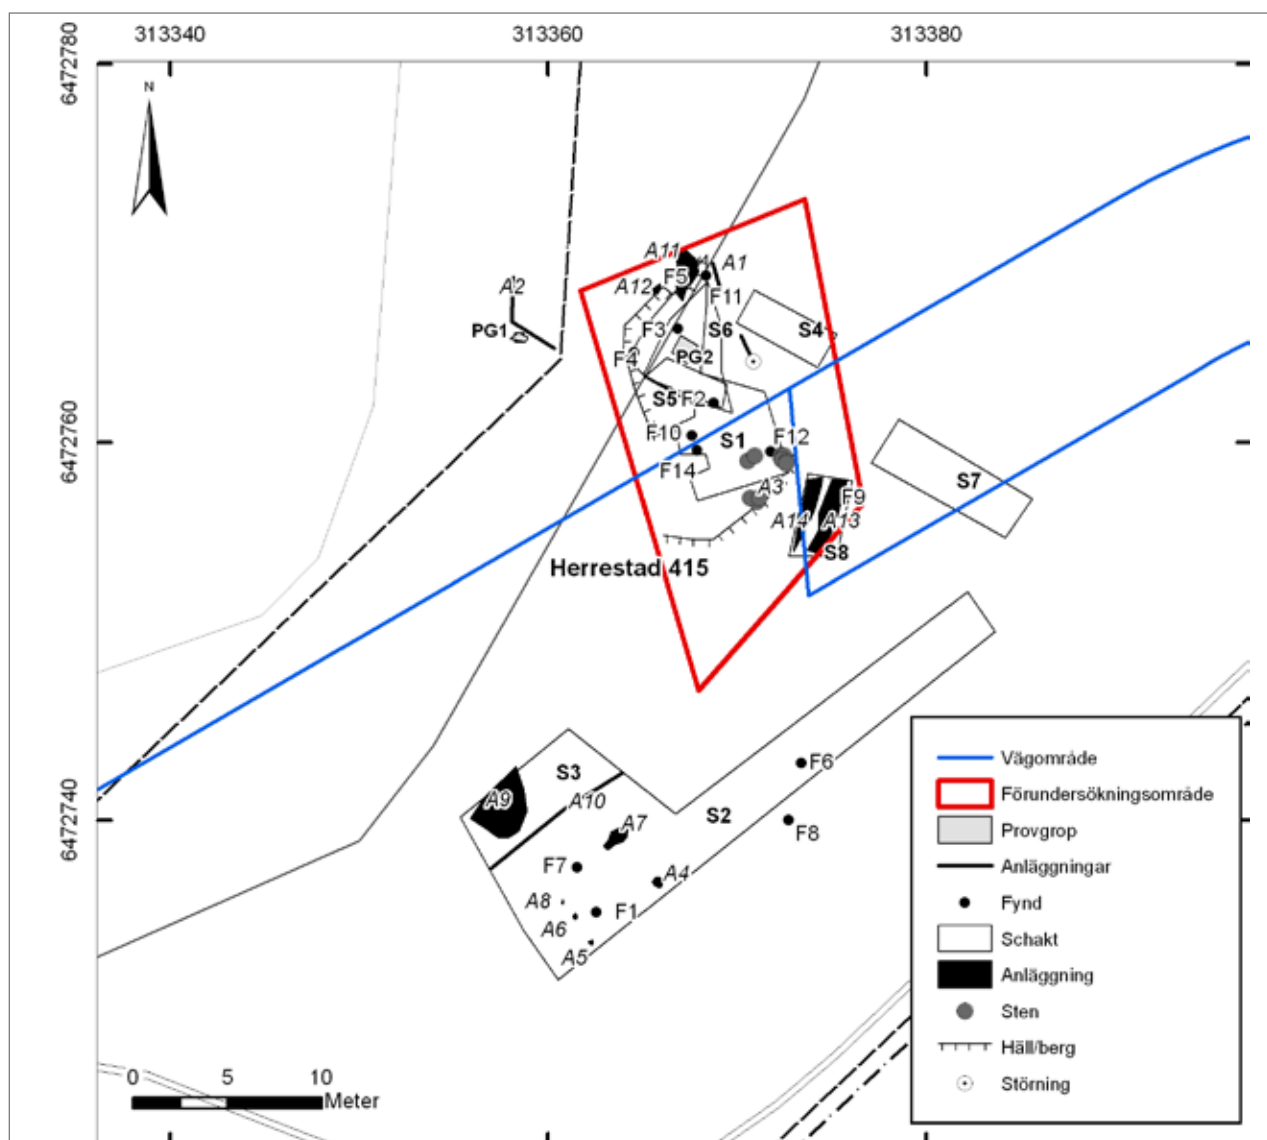 313340
313360
313380
6472780
6472760
6472740
N
A11
A1
A12
F5
F11
A2
F3
S6
S4
PG1
F4
PG2
S5
F2
F10
S1
F12
F14
S7
A3
F9
A14
A13
S8
Herrestad 415
S3
F6
A9
A10
S2
A7
F8
F7
A4
A8
F1
A6
A5
0
5
10
Meter
Vägområde
Förundersökningsområde
Provgrop
Anläggningar
Fynd
Schakt
Anläggning
Sten
Häll/berg
Störning